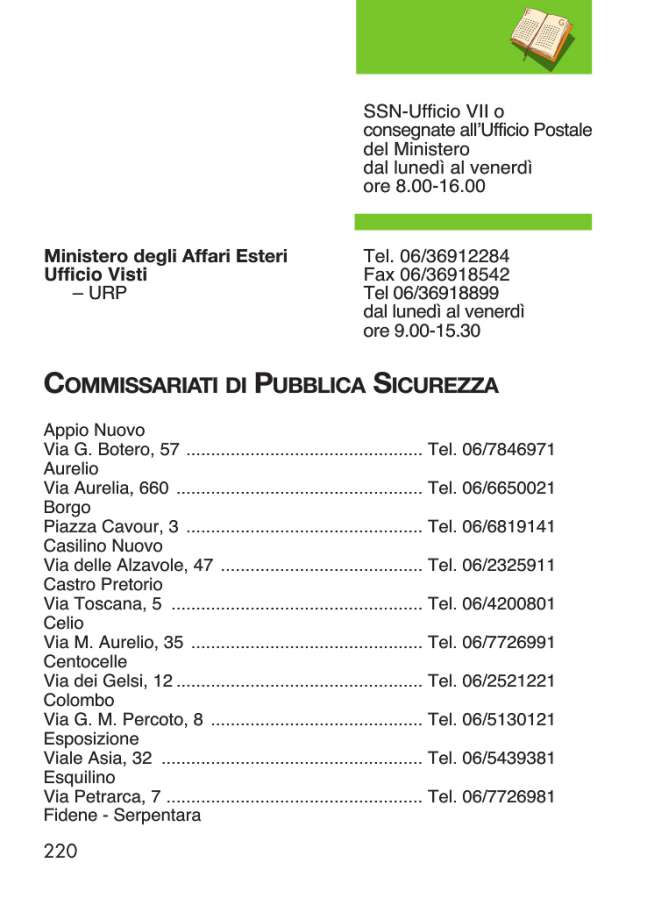 SSN-Ufficio VII o
consegnate all'Ufficio Postale
del Ministero
dal lunedì al venerdì
ore 8.00-16.00
Ministero degli Affari Esteri
Ufficio Visti
– URP
Tel. 06/36912284
Fax 06/36918542
Tel 06/36918899
dal lunedì al venerdì
ore 9.00-15.30
COMMISSARIATI DI PUBBLICA SICUREZZA
Appio Nuovo
Via G. Botero, 57 ................................................ Tel. 06/7846971
Aurelio
Via Aurelia, 660 .................................................. Tel. 06/6650021
Borgo
Piazza Cavour, 3 ................................................ Tel. 06/6819141
Casilino Nuovo
Via delle Alzavole, 47 ......................................... Tel. 06/2325911
Castro Pretorio
Via Toscana, 5 ................................................... Tel. 06/4200801
Celio
Via M. Aurelio, 35 ............................................... Tel. 06/7726991
Centocelle
Via dei Gelsi, 12 .................................................. Tel. 06/2521221
Colombo
Via G. M. Percoto, 8 ........................................... Tel. 06/5130121
Esposizione
Viale Asia, 32 ..................................................... Tel. 06/5439381
Esquilino
Via Petrarca, 7 .................................................... Tel. 06/7726981
Fidene - Serpentara
220